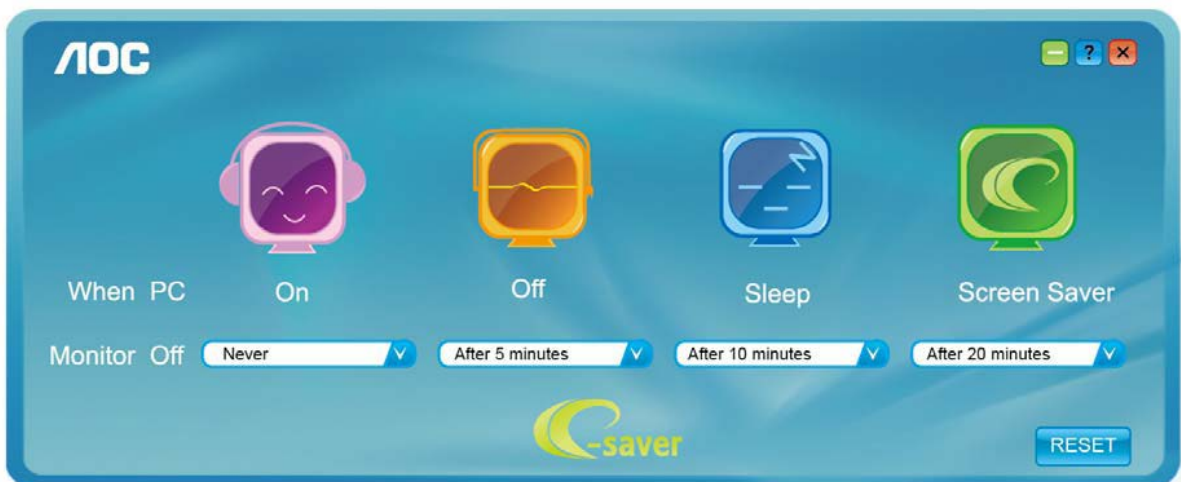 AOC
?
When PC On Off Sleep Screen Saver
Monitor Off Never After 5 minutes After 10 minutes After 20 minutes
e-saver
RESET